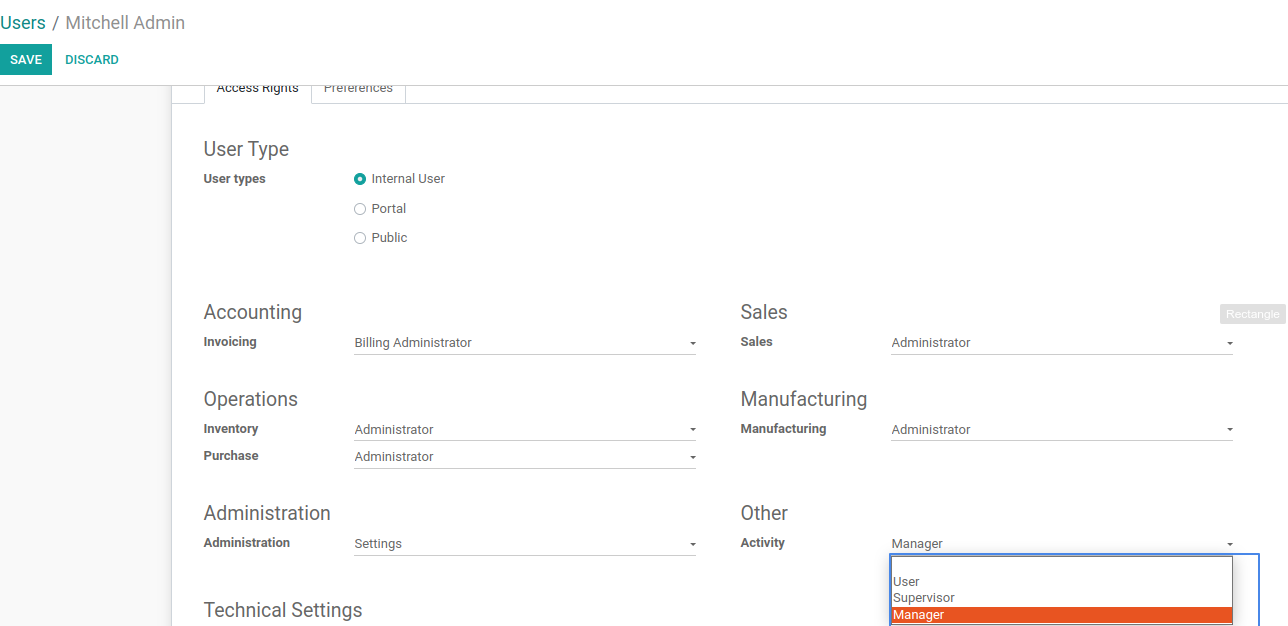 Users / Mitchell Admin
SAVE DISCARD
Access Rights Preferences
User Type
User types Internal User
Portal
Public
Accounting
Invoicing Billing Administrator
Sales
Sales Administrator
Rectangle
Operations
Inventory Administrator
Purchase Administrator
Manufacturing
Manufacturing Administrator
Administration
Administration Settings
Other
Activity Manager
User
Supervisor
Manager
Technical Settings